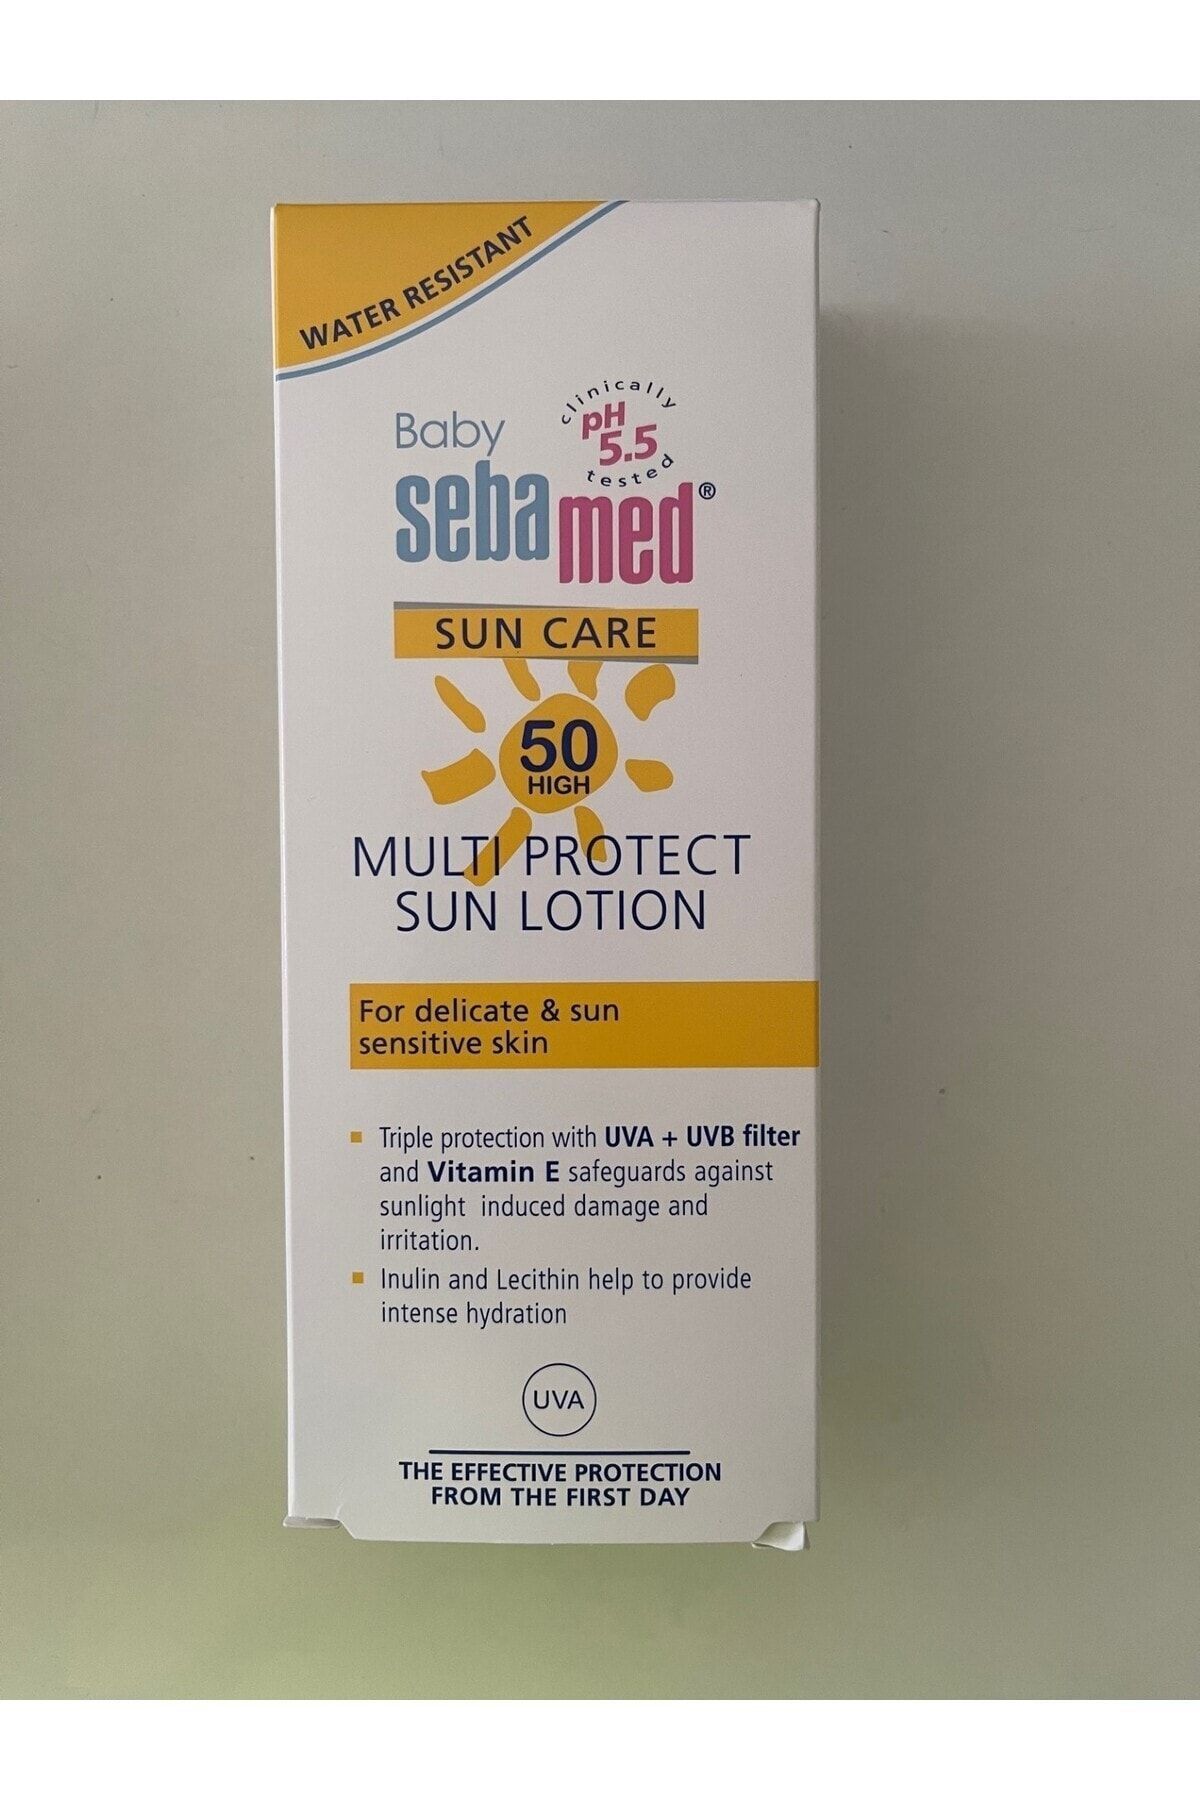 WATER RESISTANT
Baby
clinically
pH
5.5
tested
sebamed®
SUN CARE
50
HIGH
MULTI PROTECT
SUN LOTION
For delicate & sun
sensitive skin
Triple protection with UVA + UVB filter
and Vitamin E safeguards against
sunlight induced damage and
irritation.
Inulin and Lecithin help to provide
intense hydration
UVA
THE EFFECTIVE PROTECTION
FROM THE FIRST DAY